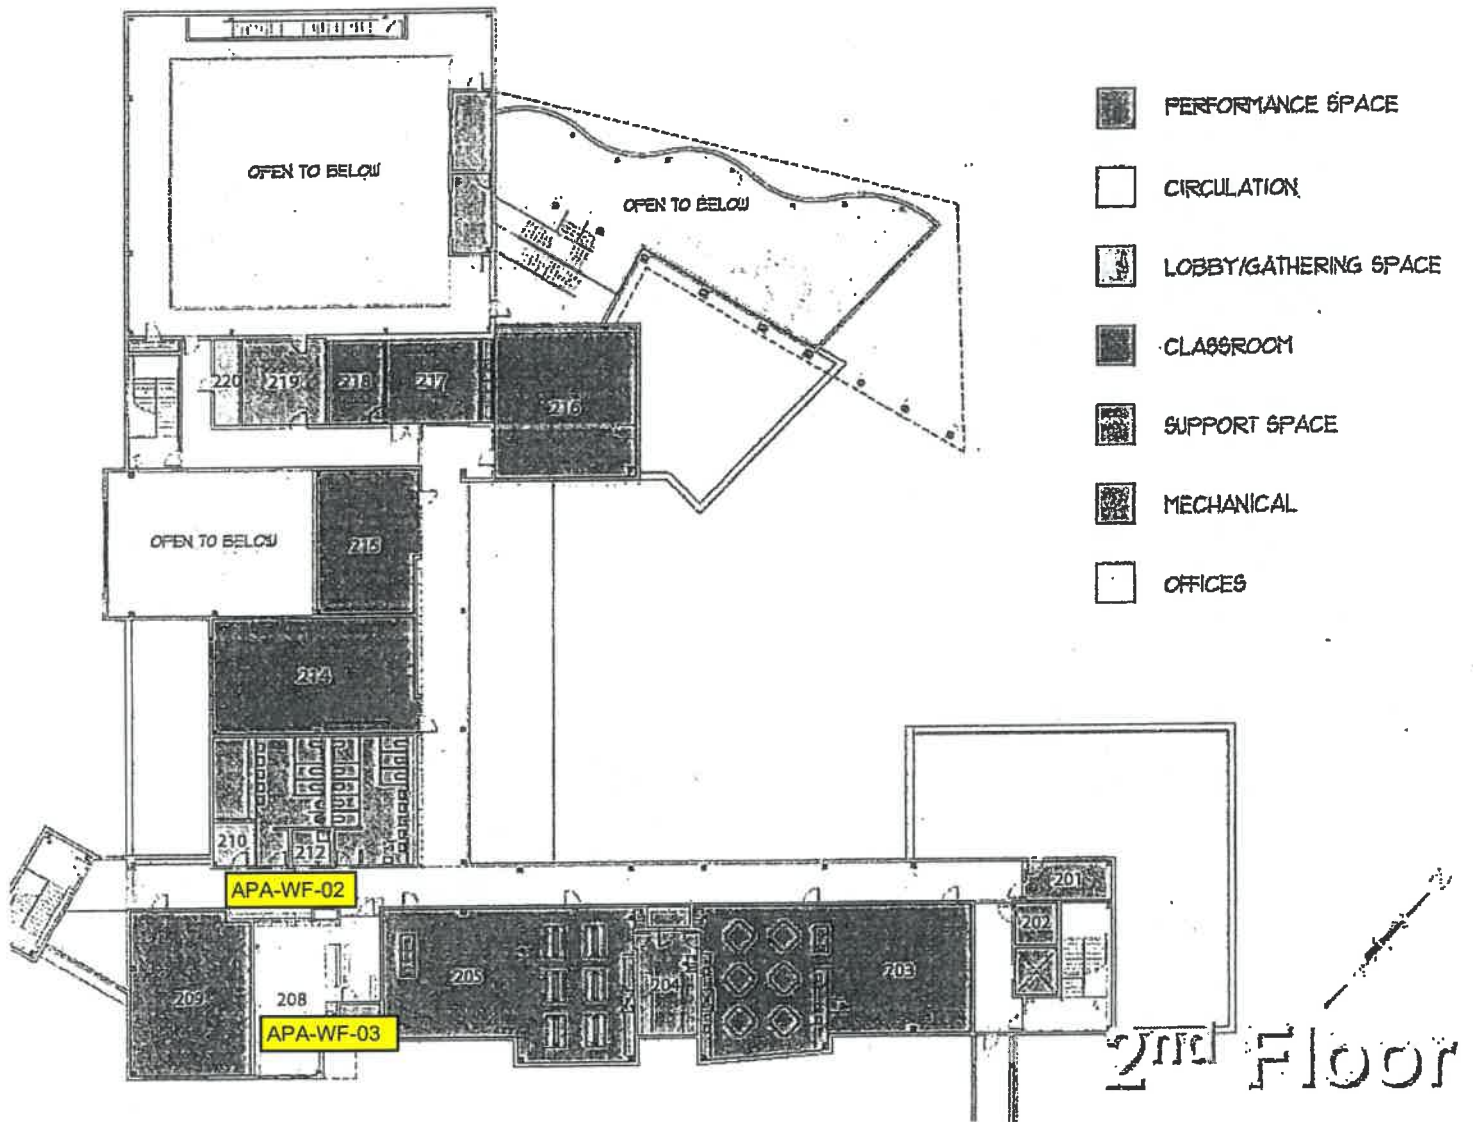 OPEN TO BELOW
OPEN TO BELOW
PERFORMANCE SPACE
CIRCULATION
LOBBY/GATHERING SPACE
CLASSROOM
SUPPORT SPACE
MECHANICAL
OFFICES
220
219
218
217
216
OPEN TO BELOW
215
214
210
212
APA-WF-02
201
202
209
208
205
204
203
APA-WF-03
2nd Floor